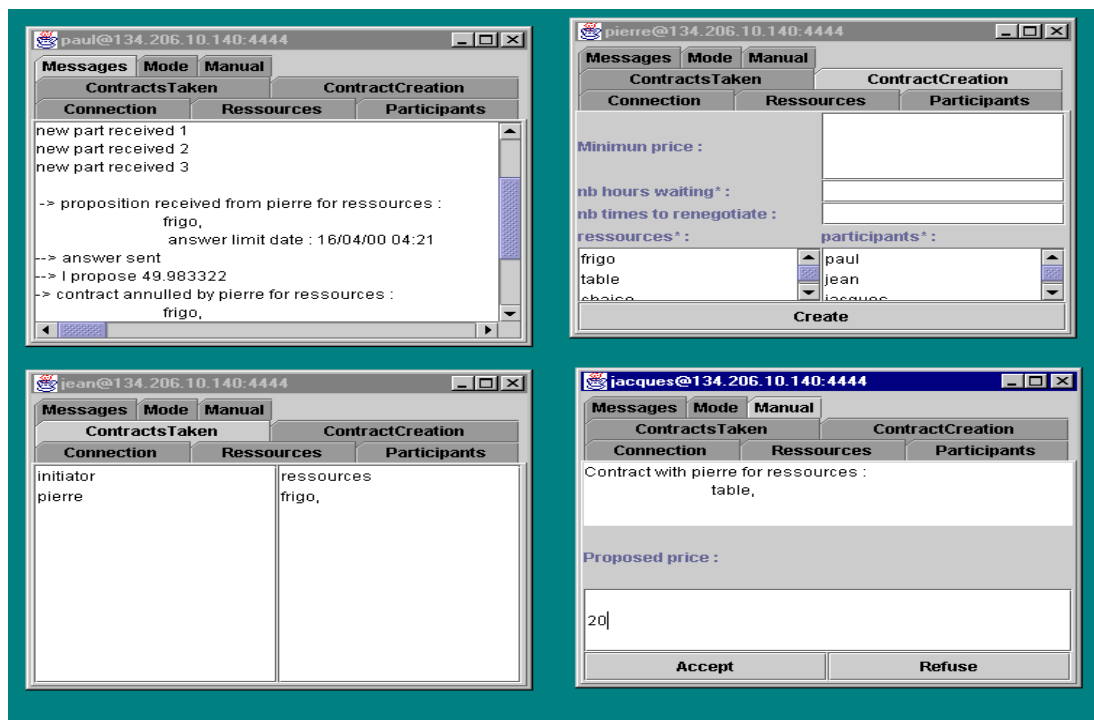 paul@134.206.10.140:4444
Messages Mode Manual
ContractsTaken ContractCreation
Connection Ressources Participants
new part received 1
new part received 2
new part received 3
-> proposition received from pierre for ressources :
frigo,
answer limit date : 16/04/00 04:21
--> answer sent
--> I propose 49.983322
-> contract annulled by pierre for ressources :
frigo,
pierre@134.206.10.140:4444
Messages Mode Manual
ContractsTaken ContractCreation
Connection Ressources Participants
Minimun price :
nb hours waiting* :
nb times to renegotiate :
ressources* : participants* :
frigo paul
table jean
chaise jacques
Create
jean@134.206.10.140:4444
Messages Mode Manual
ContractsTaken ContractCreation
Connection Ressources Participants
initiator ressources
pierre frigo,
jacques@134.206.10.140:4444
Messages Mode Manual
ContractsTaken ContractCreation
Connection Ressources Participants
Contract with pierre for ressources :
table,
Proposed price :
20
Accept Refuse